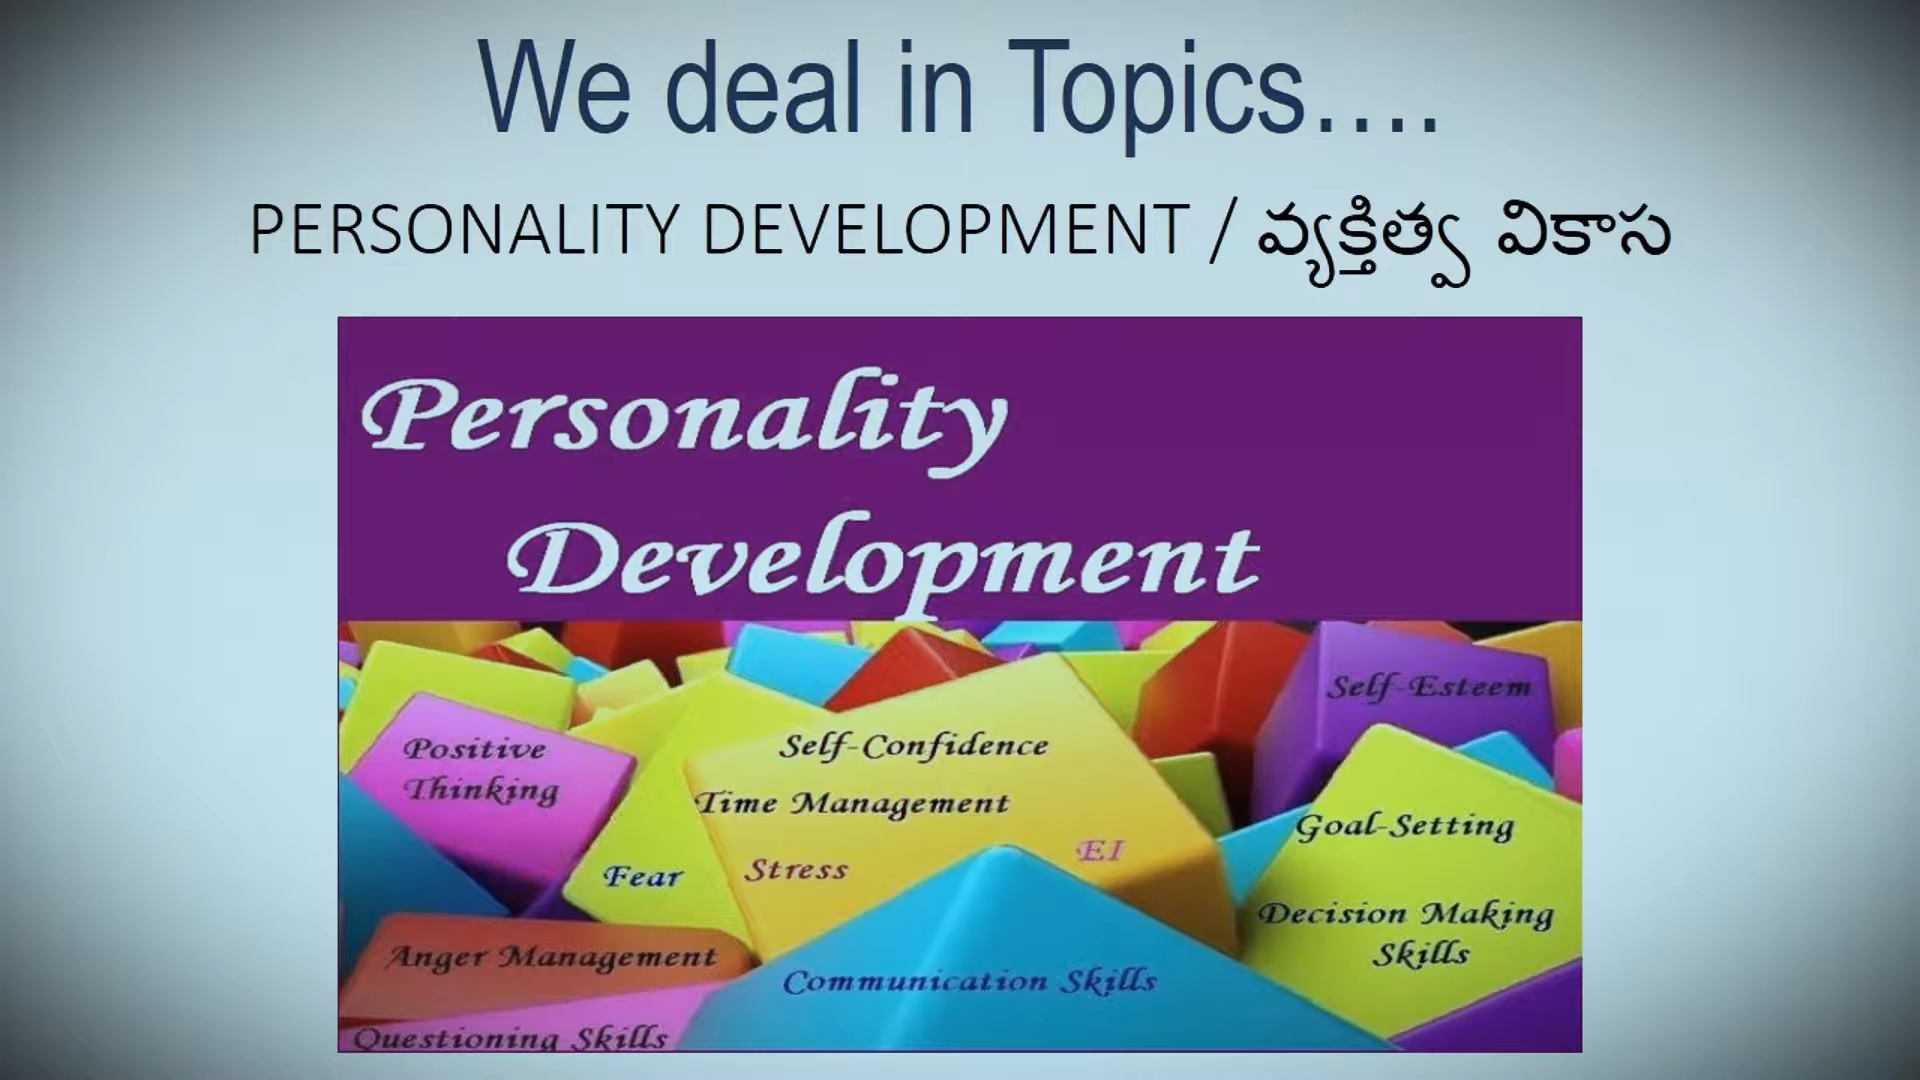 We deal in Topics....
PERSONALITY DEVELOPMENT / వ్యక్తిత్వ వికాస
Personality
Development
Self-Esteem
Positive
Thinking
Self-Confidence
Time Management
Goal-Setting
EI
Stress
Fear
Decision Making
Skills
Anger Management
Communication Skills
Questioning Skills